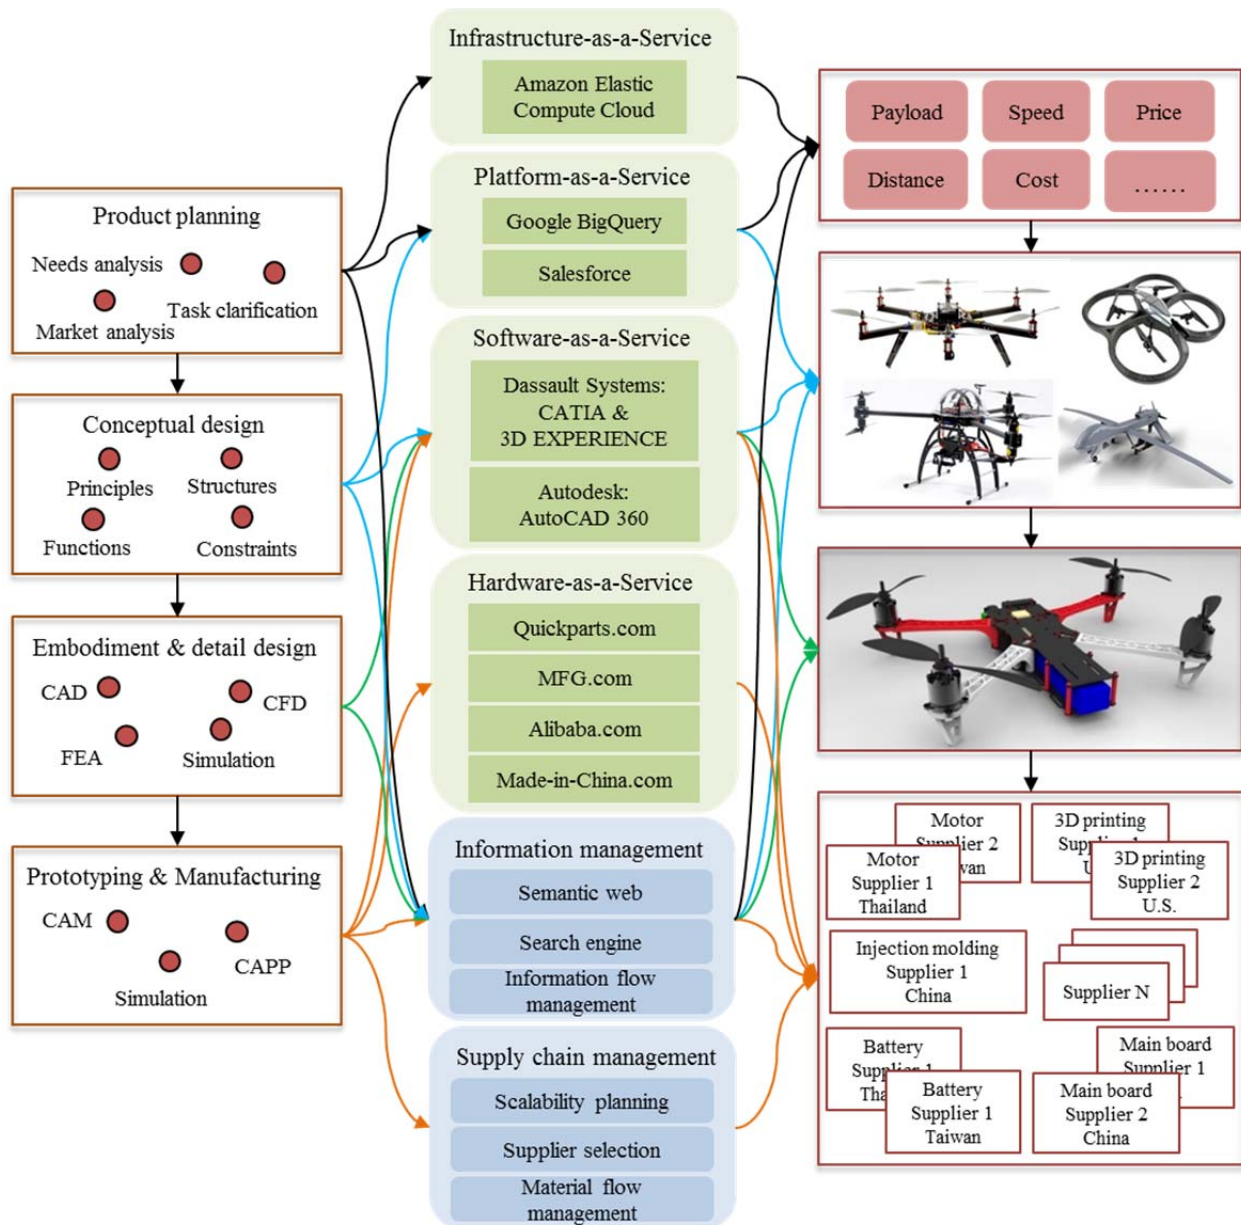 Product planning
Needs analysis
Task clarification
Market analysis
Conceptual design
Principles
Structures
Functions
Constraints
Embodiment & detail design
CAD
CFD
FEA
Simulation
Prototyping & Manufacturing
CAM
CAPP
Simulation
Infrastructure-as-a-Service
Amazon Elastic
Compute Cloud
Platform-as-a-Service
Google BigQuery
Salesforce
Software-as-a-Service
Dassault Systems:
CATIA &
3D EXPERIENCE
Autodesk:
AutoCAD 360
Hardware-as-a-Service
Quickparts.com
MFG.com
Alibaba.com
Made-in-China.com
Information management
Semantic web
Search engine
Information flow
management
Supply chain management
Scalability planning
Supplier selection
Material flow
management
Payload
Speed
Price
Distance
Cost
……
Motor
Supplier 2
Motor
Supplier 1
Thailand
3D printing
3D printing
Supplier 2
U.S.
Injection molding
Supplier 1
China
Supplier N
Battery
Battery
Supplier 1
Taiwan
Main board
Supplier 1
Main board
Supplier 2
China